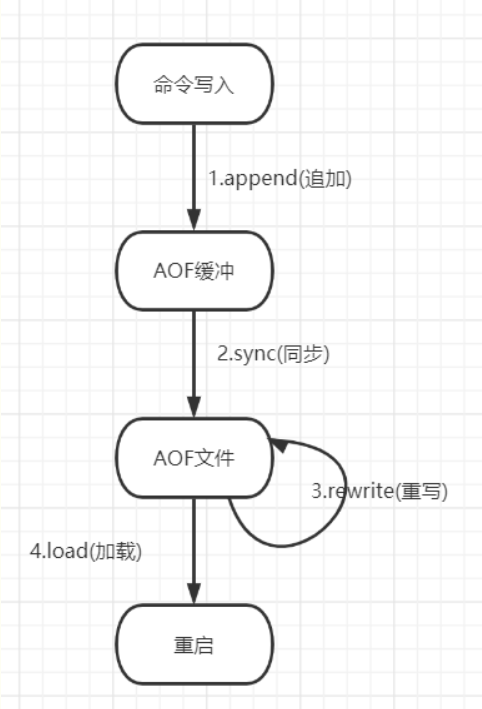 命令写入
1.append(追加)
AOF缓冲
2.sync(同步)
AOF文件
3.rewrite(重写)
4.load(加载)
重启